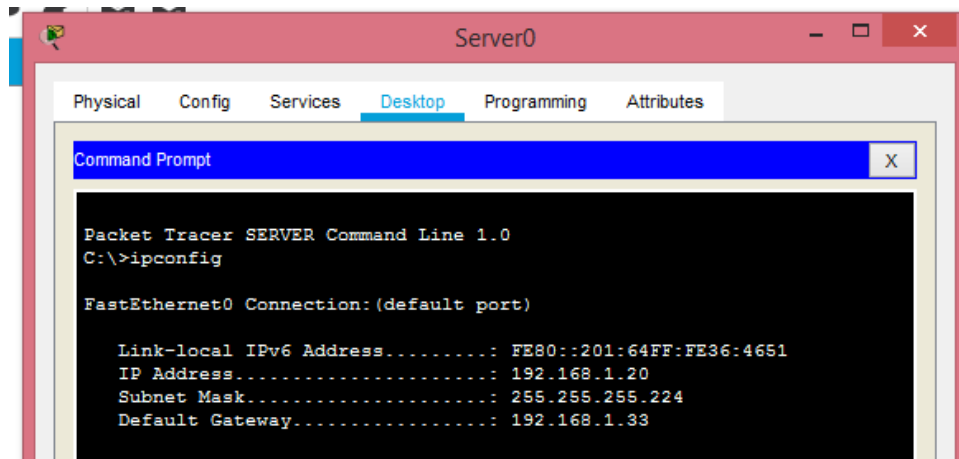 Server0
Physical Config Services Desktop Programming Attributes
Command Prompt X
Packet Tracer SERVER Command Line 1.0
C:\>ipconfig
FastEthernet0 Connection:(default port)
Link-local IPv6 Address.........: FE80::201:64FF:FE36:4651
IP Address......................: 192.168.1.20
Subnet Mask.....................: 255.255.255.224
Default Gateway.................: 192.168.1.33